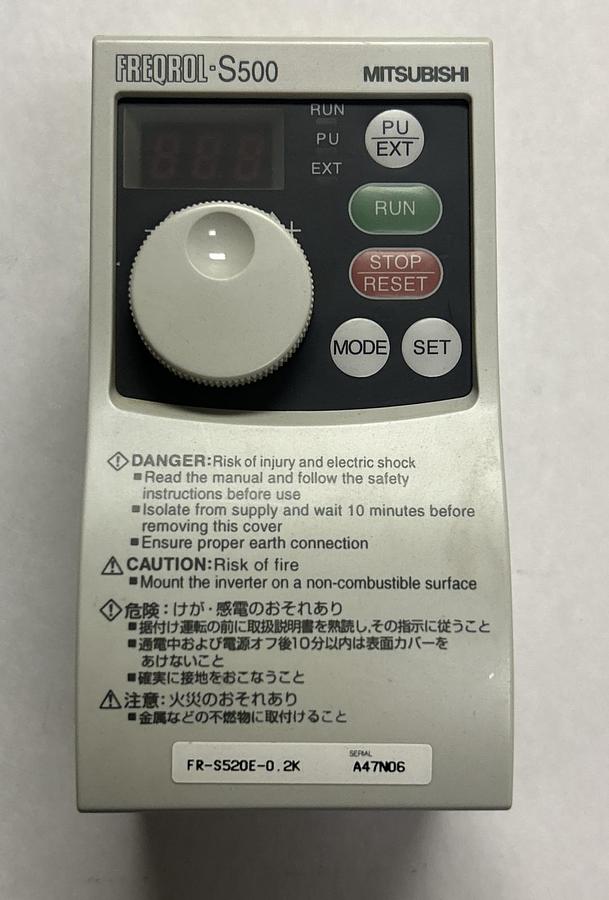 FREQROL-S500
MITSUBISHI
RUN
PU
EXT
PU
EXT
− +
RUN
STOP
RESET
MODE
SET
DANGER:Risk of injury and electric shock
■Read the manual and follow the safety
instructions before use
■Isolate from supply and wait 10 minutes before
removing this cover
■Ensure proper earth connection
CAUTION:Risk of fire
■Mount the inverter on a non-combustible surface
危険：けが・感電のおそれあり
■据付け運転の前に取扱説明書を熟読し,その指示に従うこと
■通電中および電源オフ後10分以内は表面カバーを
あけないこと
■確実に接地をおこなうこと
注意：火災のおそれあり
■金属などの不燃物に取付けること
SERIAL
FR-S520E-0.2K A47N06